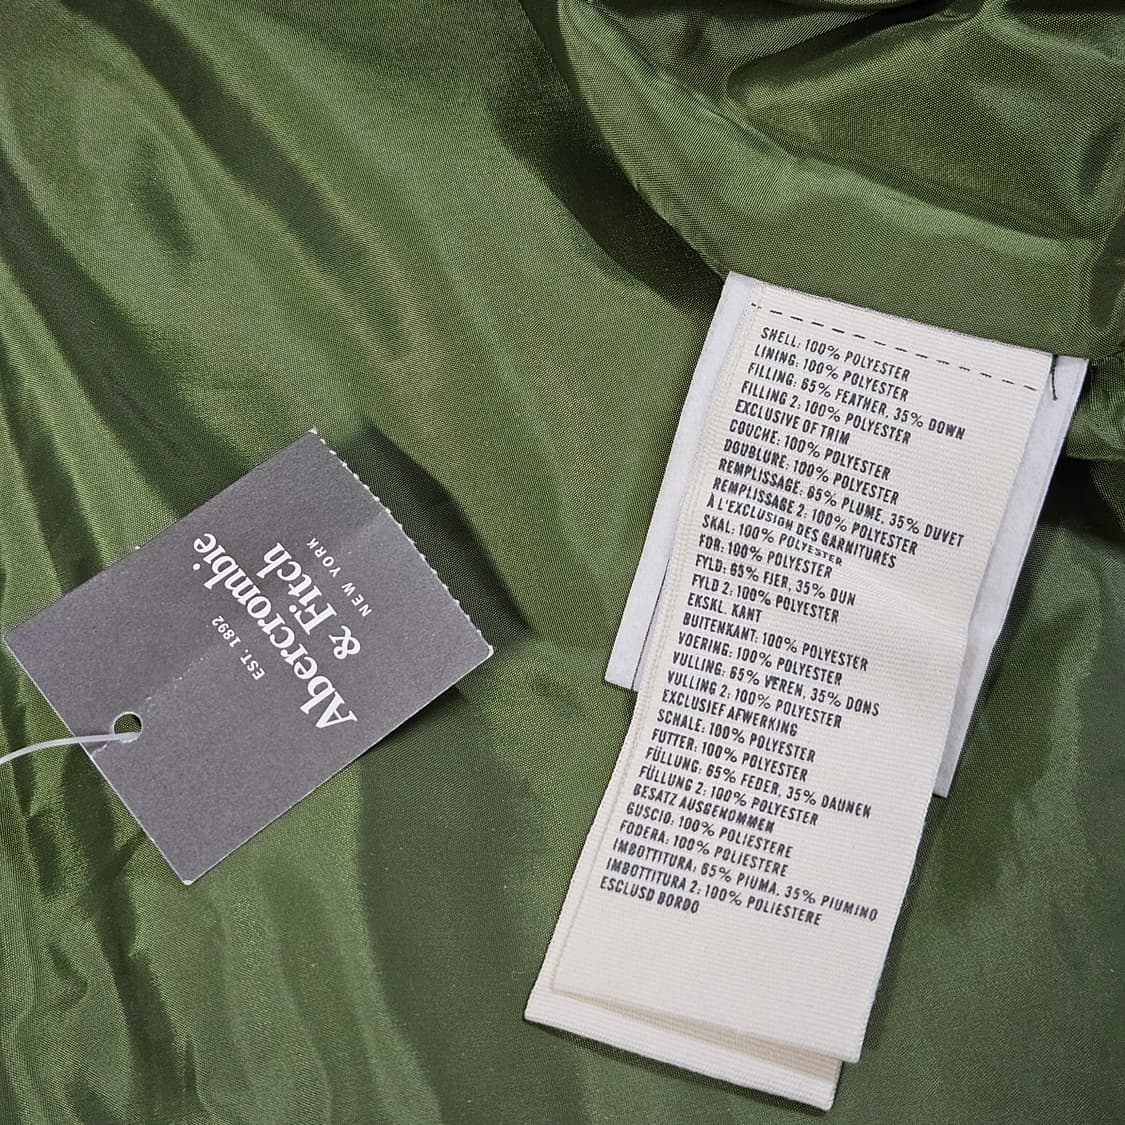 Abercrombie
& Fitch
EST. 1892
NEW YORK
SHELL: 100% POLYESTER
LINING: 100% POLYESTER
FILLING: 65% FEATHER, 35% DOWN
FILLING 2: 100% POLYESTER
EXCLUSIVE OF TRIM
COUCHE: 100% POLYESTER
DOUBLURE: 100% POLYESTER
REMPLISSAGE: 65% PLUME, 35% DUVET
REMPLISSAGE 2: 100% POLYESTER
À L'EXCLUSION DES GARNITURES
SKAL: 100% POLYESTER
FOR: 100% POLYESTER
FYLD: 65% FJER, 35% DUN
FYLD 2: 100% POLYESTER
EKSKL. KANT
BUITENKANT: 100% POLYESTER
VOERING: 100% POLYESTER
VULLING: 65% VEREN, 35% DONS
VULLING 2: 100% POLYESTER
EXCLUSIEF AFWERKING
SCHALE: 100% POLYESTER
FUTTER: 100% POLYESTER
FÜLLUNG: 65% FEDER, 35% DAUNEN
FÜLLUNG 2: 100% POLYESTER
BESATZ AUSGENOMMEN
GUSCIO: 100% POLIESTERE
FODERA: 100% POLIESTERE
IMBOTTITURA: 65% PIUMA, 35% PIUMINO
IMBOTTITURA 2: 100% POLIESTERE
ESCLUSO BORDO